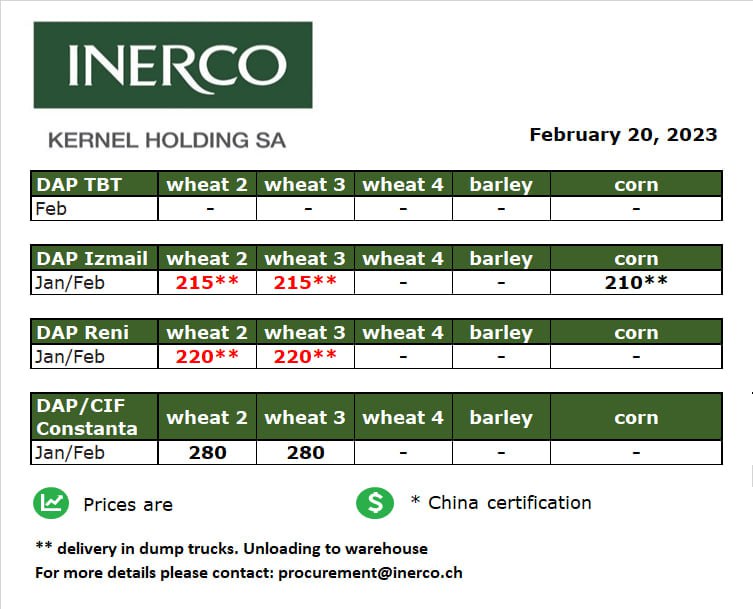 INERCO
KERNEL HOLDING SA
February 20, 2023
DAP TBT wheat 2 wheat 3 wheat 4 barley corn
Feb - - - - -
DAP Izmail wheat 2 wheat 3 wheat 4 barley corn
Jan/Feb 215** 215** - - 210**
DAP Reni wheat 2 wheat 3 wheat 4 barley corn
Jan/Feb 220** 220** - - -
DAP/CIF
Constanta wheat 2 wheat 3 wheat 4 barley corn
Jan/Feb 280 280 - - -
Prices are $ * China certification
** delivery in dump trucks. Unloading to warehouse
For more details please contact: procurement@inerco.ch